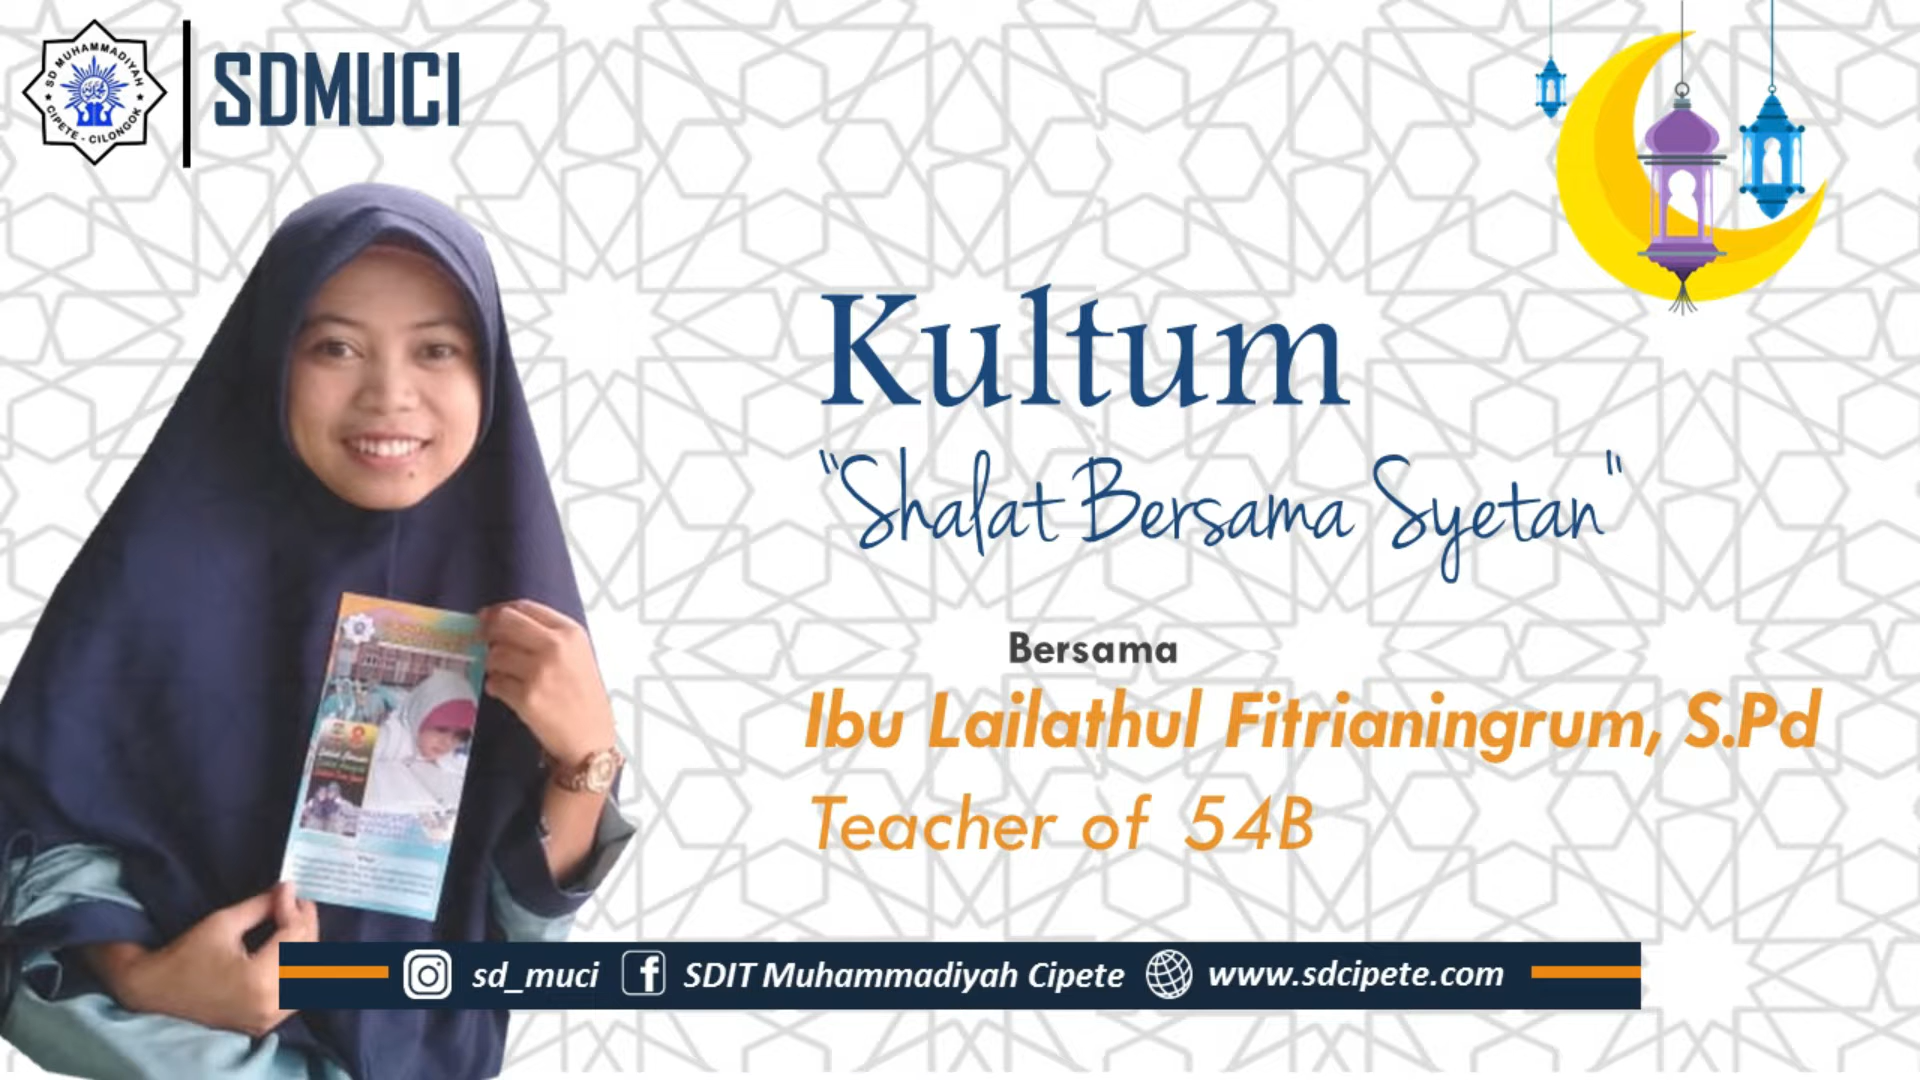 SD MUHAMMADIYAH
CIPETE - CILONGOK
SDMUCI
Kultum
"Shalat Bersama Syetan"
Bersama
Ibu Lailathul Fitrianingrum, S.Pd
Teacher of 54B
sd_muci SDIT Muhammadiyah Cipete www.sdcipete.com